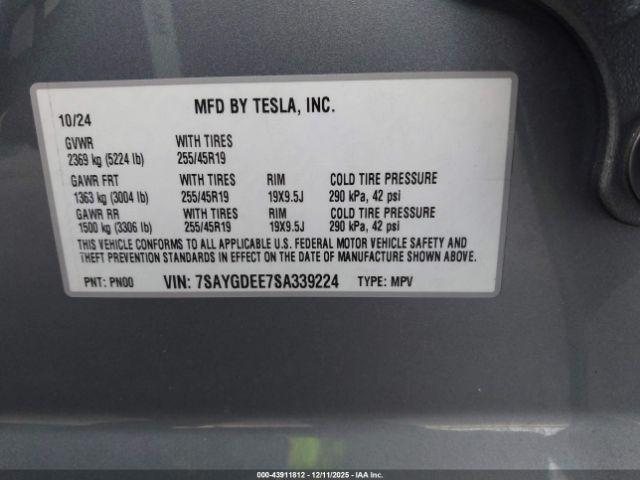 MFD BY TESLA, INC.
10/24
GVWR WITH TIRES
2369 kg (5224 lb) 255/45R19
GAWR FRT WITH TIRES RIM COLD TIRE PRESSURE
1363 kg (3004 lb) 255/45R19 19X9.5J 290 kPa, 42 psi
GAWR RR WITH TIRES RIM COLD TIRE PRESSURE
1500 kg (3306 lb) 255/45R19 19X9.5J 290 kPa, 42 psi
THIS VEHICLE CONFORMS TO ALL APPLICABLE U.S. FEDERAL MOTOR VEHICLE SAFETY AND
THEFT PREVENTION STANDARDS IN EFFECT ON THE DATE OF MANUFACTURE SHOWN ABOVE.
PNT: PN00 VIN: 7SAYGDEE7SA339224 TYPE: MPV
000-43911812 - 12/11/2025 - IAA Inc.